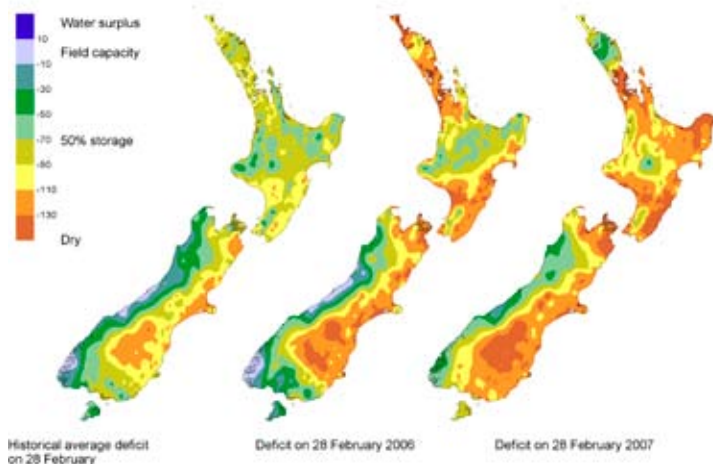 Water surplus
10
Field capacity
-10
-30
-50
50% storage
-70
-90
-110
-130
Dry
Historical average deficit
on 28 February
Deficit on 28 February 2006
Deficit on 28 February 2007